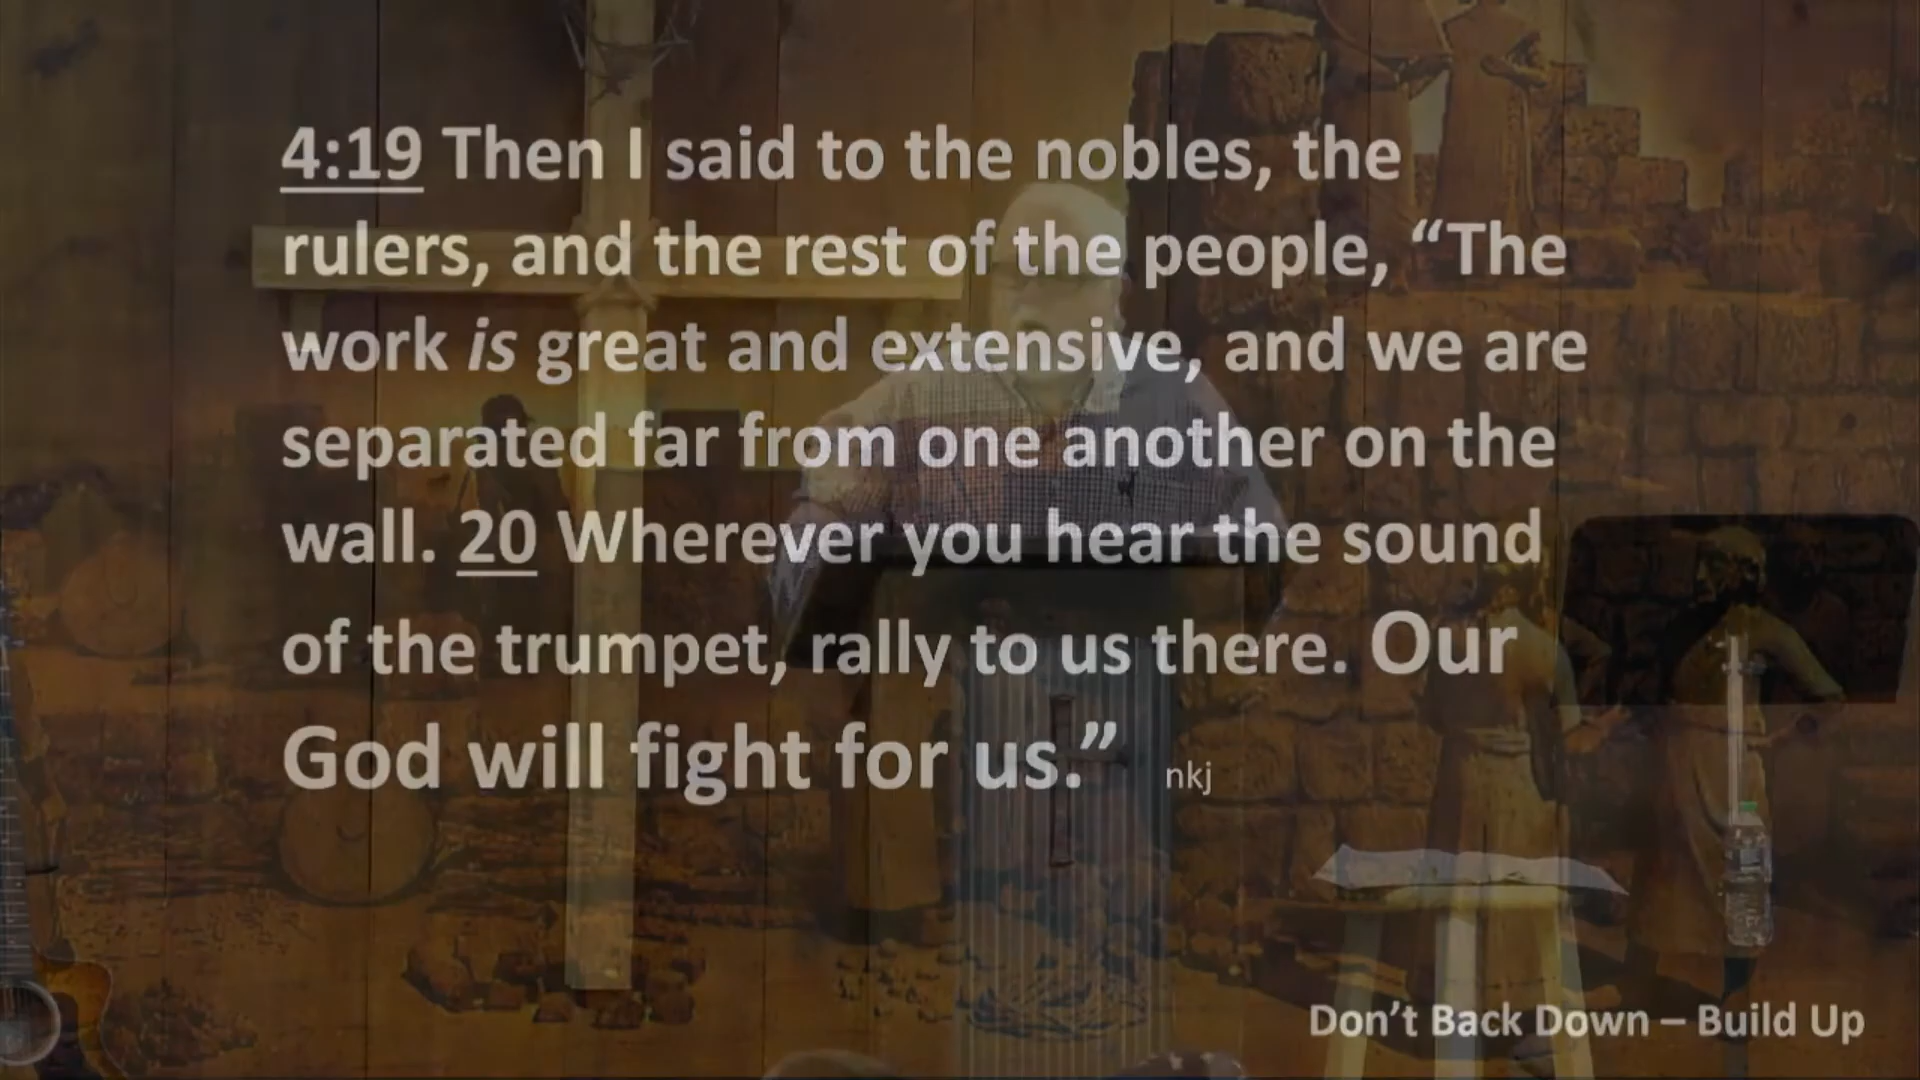 4:19 Then I said to the nobles, the
rulers, and the rest of the people, “The
work is great and extensive, and we are
separated far from one another on the
wall. 20 Wherever you hear the sound
of the trumpet, rally to us there. Our
God will fight for us.” nkj
Don’t Back Down – Build Up